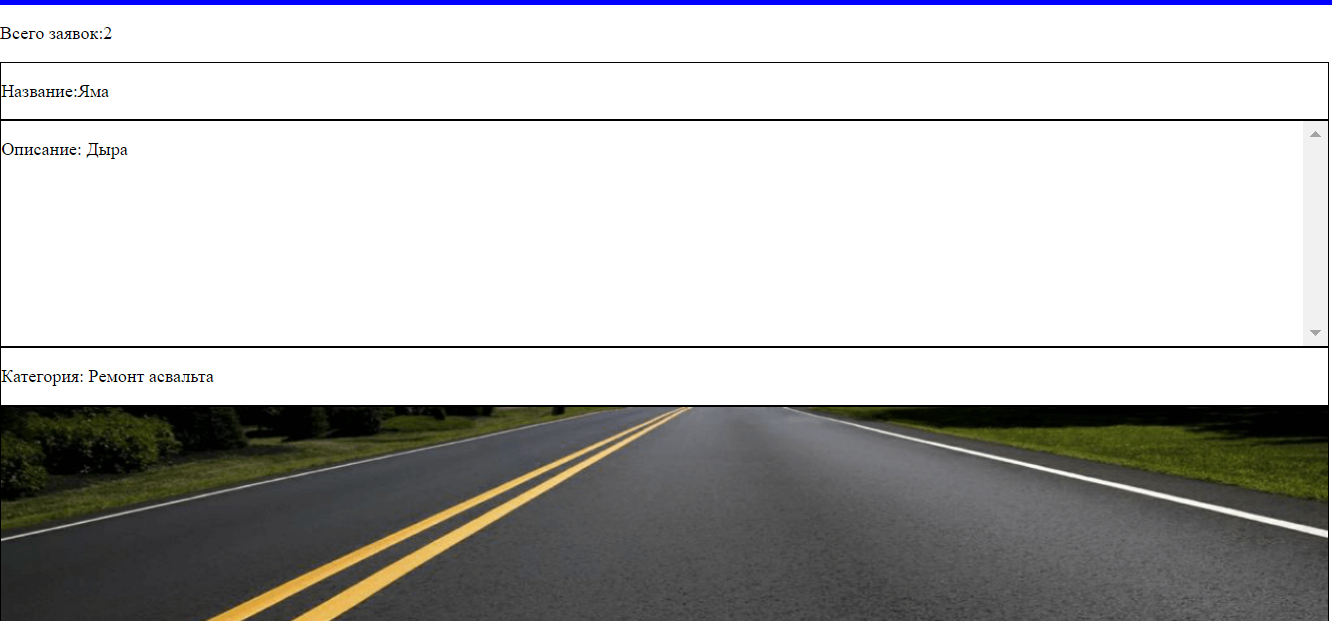 Всего заявок:2
Название:Яма
Описание: Дыра
Категория: Ремонт асвальта